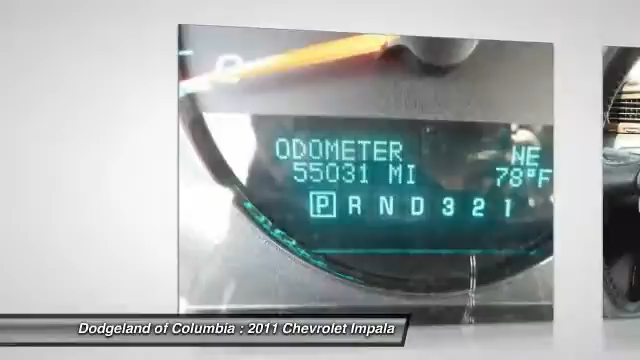 ODOMETER NE
55031 MI 78°F
P R N D 3 2 1
Dodgeland of Columbia : 2011 Chevrolet Impala